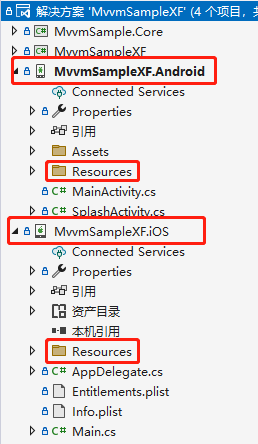 解决方案 'MvvmSampleXF' (4 个项目，
C# MvvmSample.Core
C# MvvmSampleXF
MvvmSampleXF.Android
Connected Services
Properties
引用
Assets
Resources
C# MainActivity.cs
C# SplashActivity.cs
MvvmSampleXF.iOS
Connected Services
Properties
引用
资产目录
本机引用
Resources
C# AppDelegate.cs
Entitlements.plist
Info.plist
C# Main.cs